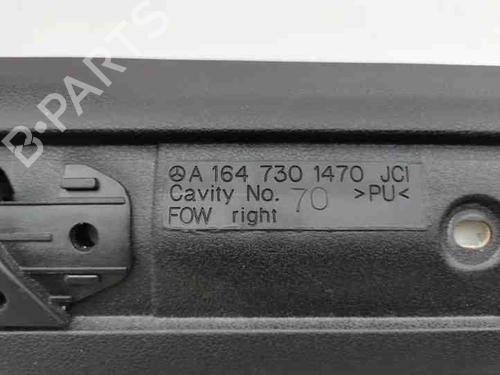 A 164 730 1470 JCI
Cavity No. 70 >PU<
FOW right
B-PARTS